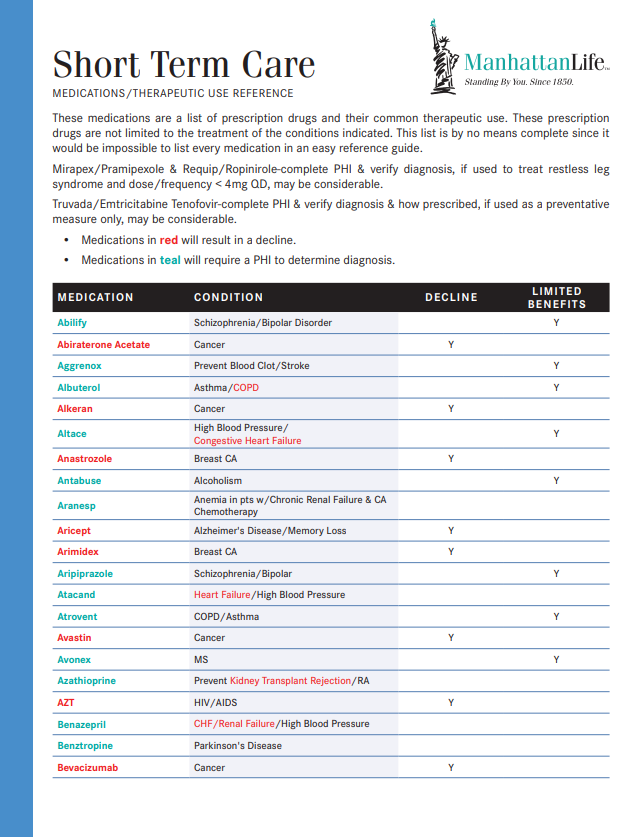 Short Term Care
MEDICATIONS/THERAPEUTIC USE REFERENCE
ManhattanLife™
Standing By You. Since 1850.
These medications are a list of prescription drugs and their common therapeutic use. These prescription
drugs are not limited to the treatment of the conditions indicated. This list is by no means complete since it
would be impossible to list every medication in an easy reference guide.
Mirapex/Pramipexole & Requip/Ropinirole-complete PHI & verify diagnosis, if used to treat restless leg
syndrome and dose/frequency < 4mg QD, may be considerable.
Truvada/Emtricitabine Tenofovir-complete PHI & verify diagnosis & how prescribed, if used as a preventative
measure only, may be considerable.
• Medications in red will result in a decline.
• Medications in teal will require a PHI to determine diagnosis.
MEDICATION CONDITION DECLINE LIMITED
BENEFITS
Abilify Schizophrenia/Bipolar Disorder Y
Abiraterone Acetate Cancer Y
Aggrenox Prevent Blood Clot/Stroke Y
Albuterol Asthma/COPD Y
Alkeran Cancer Y
Altace High Blood Pressure/ Y
Congestive Heart Failure
Anastrozole Breast CA Y
Antabuse Alcoholism Y
Aranesp Anemia in pts w/Chronic Renal Failure & CA
Chemotherapy
Aricept Alzheimer's Disease/Memory Loss Y
Arimidex Breast CA Y
Aripiprazole Schizophrenia/Bipolar Y
Atacand Heart Failure/High Blood Pressure
Atrovent COPD/Asthma Y
Avastin Cancer Y
Avonex MS Y
Azathioprine Prevent Kidney Transplant Rejection/RA
AZT HIV/AIDS Y
Benazepril CHF/Renal Failure/High Blood Pressure
Benztropine Parkinson's Disease
Bevacizumab Cancer Y